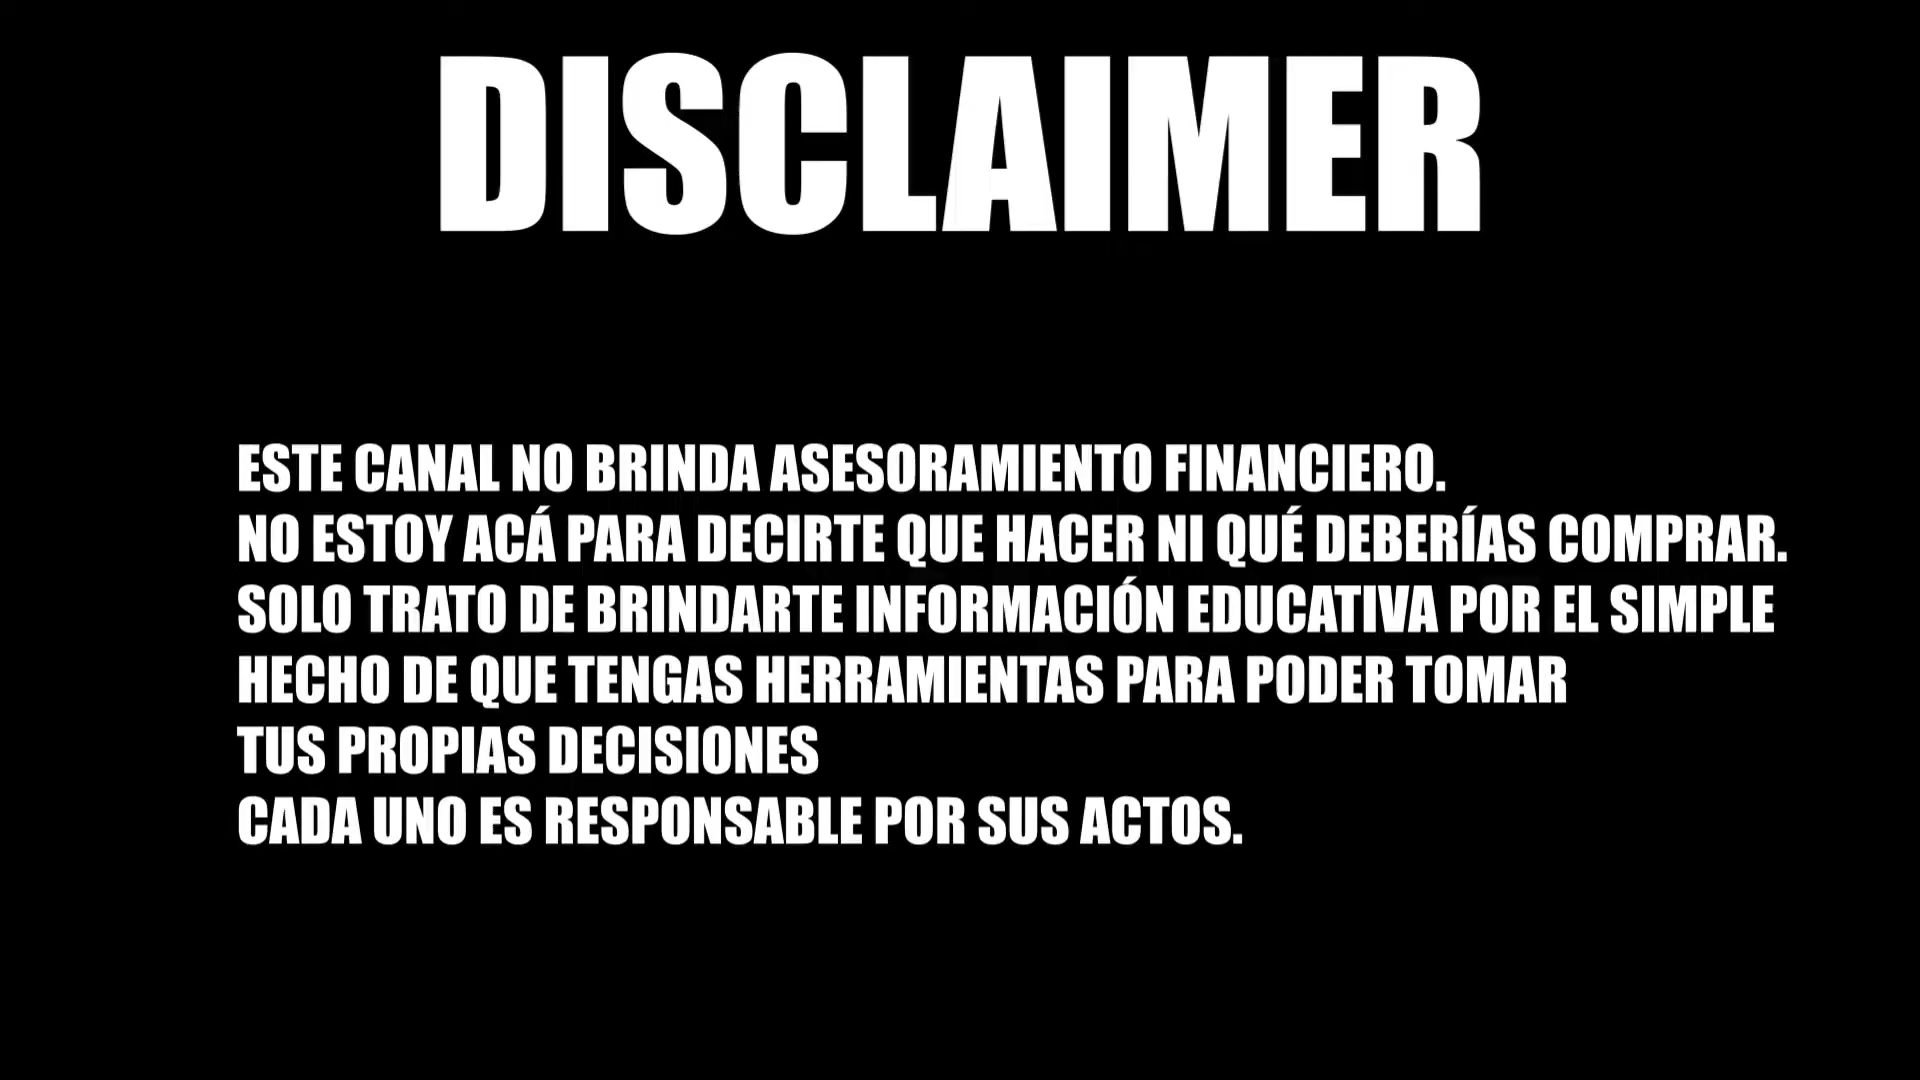 DISCLAIMER
ESTE CANAL NO BRINDA ASESORAMIENTO FINANCIERO.
NO ESTOY ACÁ PARA DECIRTE QUE HACER NI QUÉ DEBERÍAS COMPRAR.
SOLO TRATO DE BRINDARTE INFORMACIÓN EDUCATIVA POR EL SIMPLE
HECHO DE QUE TENGAS HERRAMIENTAS PARA PODER TOMAR
TUS PROPIAS DECISIONES
CADA UNO ES RESPONSABLE POR SUS ACTOS.